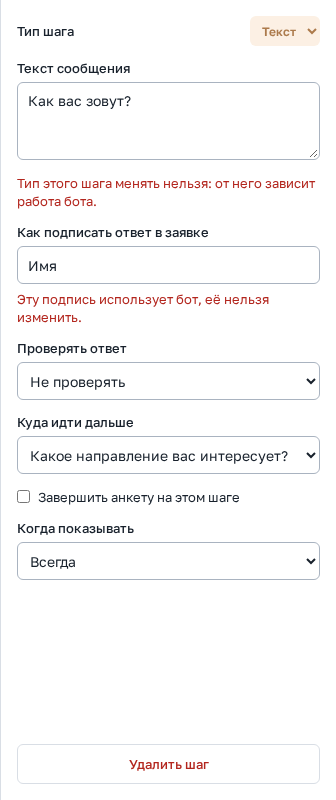 Тип шага
Текст
Текст сообщения
Как вас зовут?
Тип этого шага менять нельзя: от него зависит
работа бота.
Как подписать ответ в заявке
Имя
Эту подпись использует бот, её нельзя
изменить.
Проверять ответ
Не проверять
Куда идти дальше
Какое направление вас интересует?
Завершить анкету на этом шаге
Когда показывать
Всегда
Удалить шаг